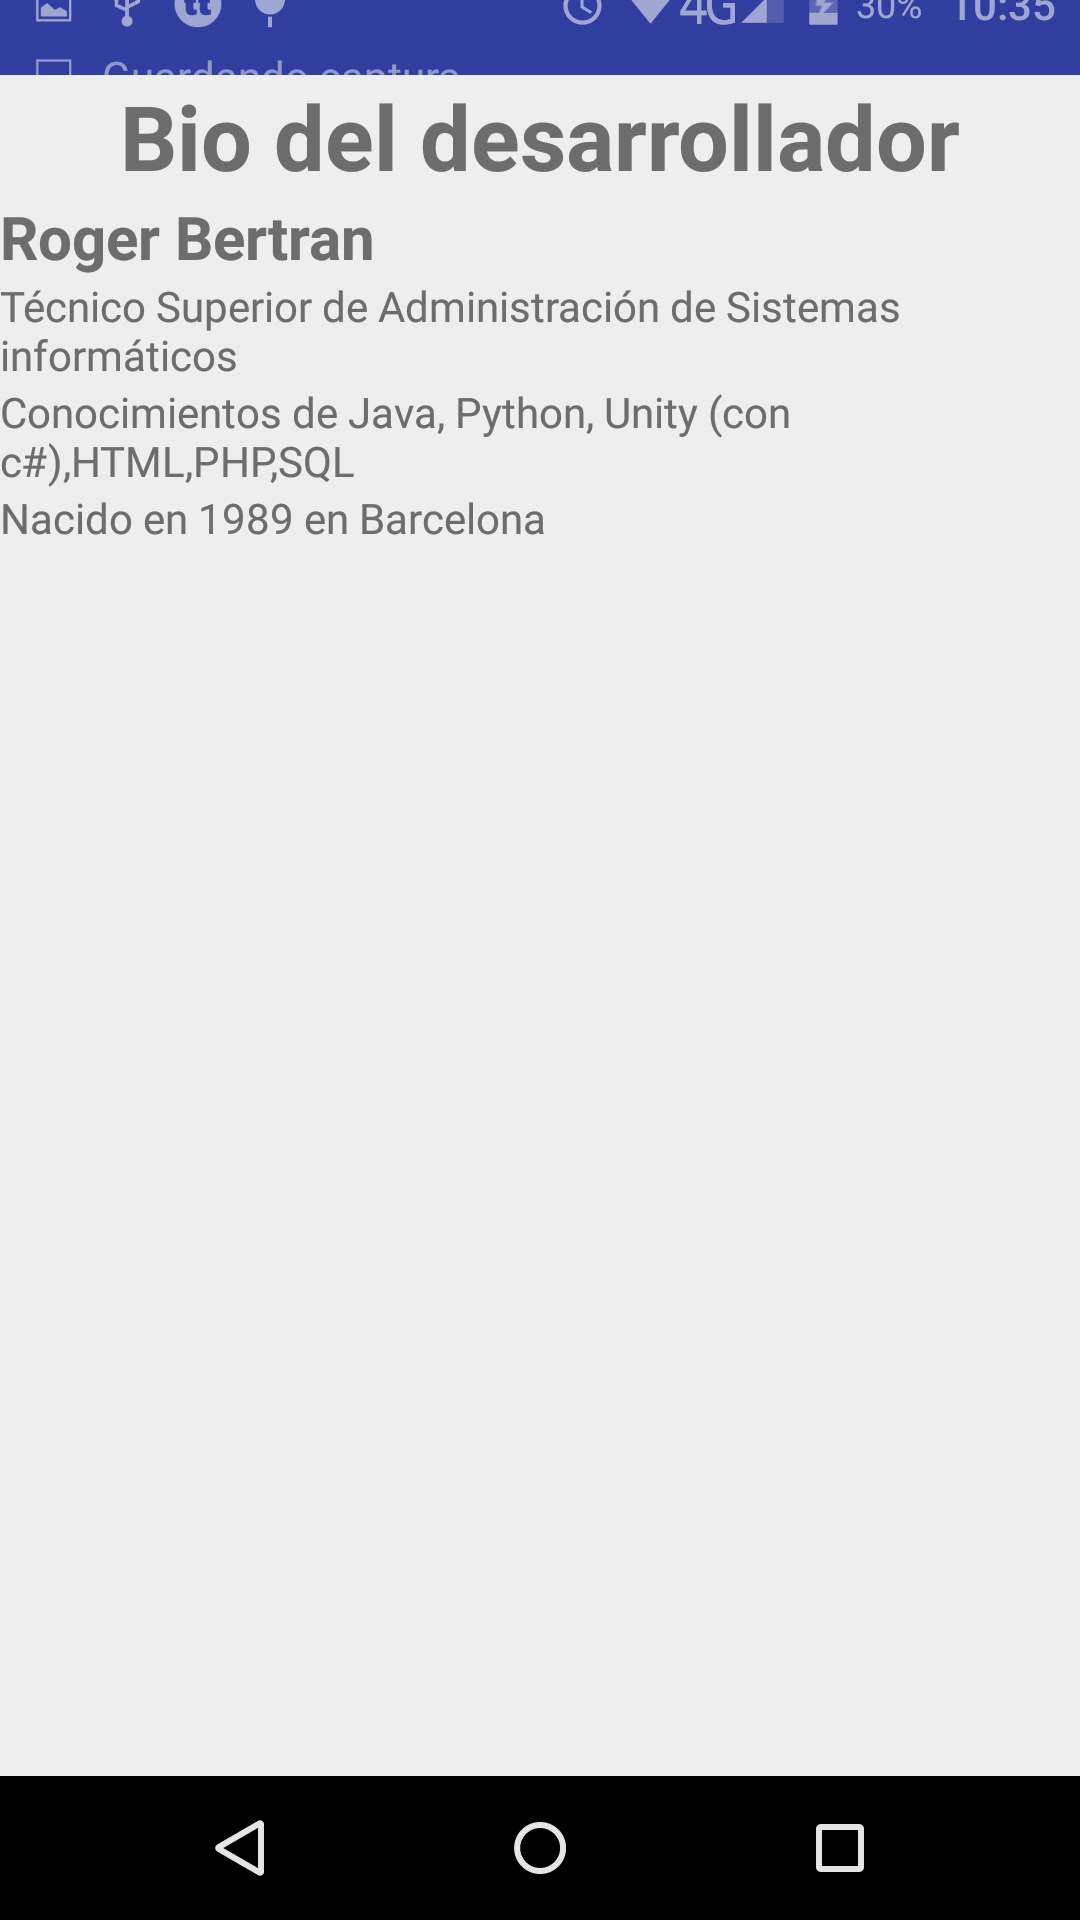 4G 30% 10:35
Guardando captura
Bio del desarrollador
Roger Bertran
Técnico Superior de Administración de Sistemas
informáticos
Conocimientos de Java, Python, Unity (con
c#),HTML,PHP,SQL
Nacido en 1989 en Barcelona